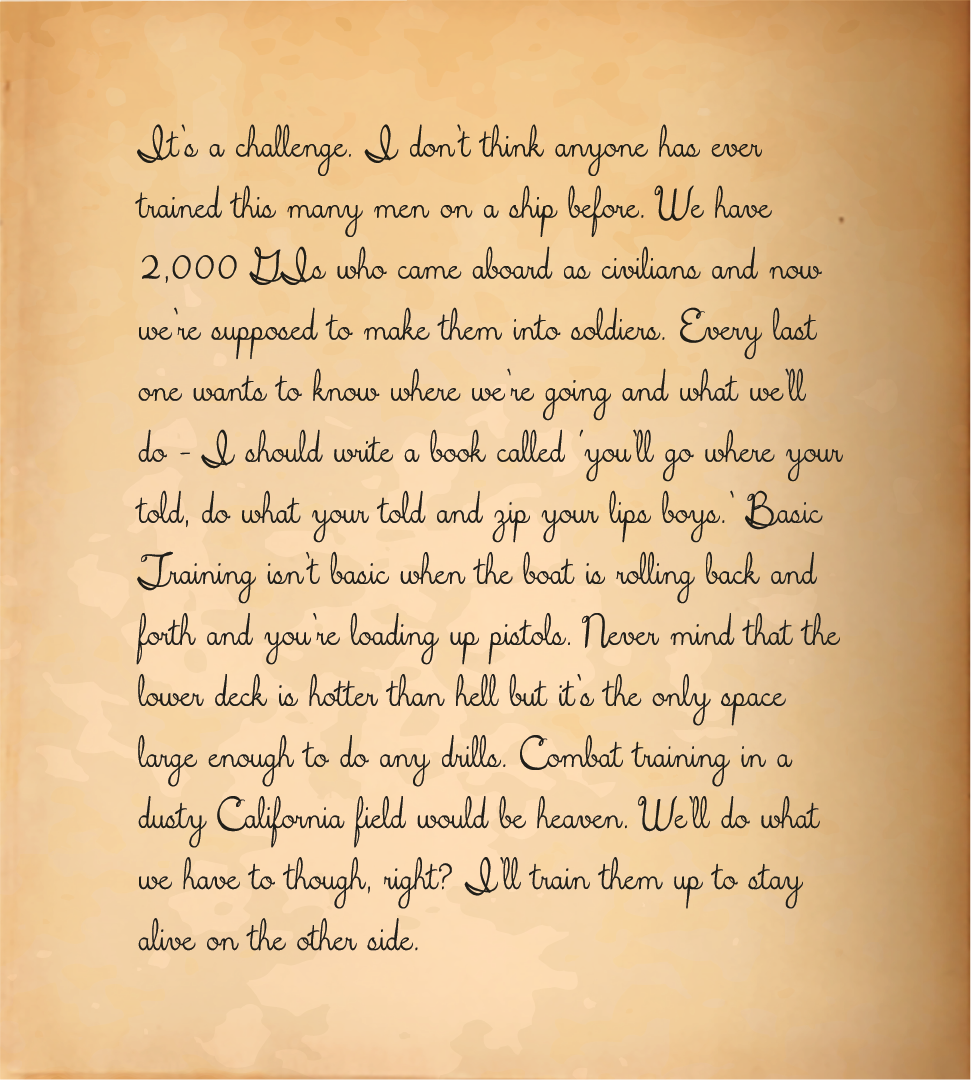 It's a challenge. I don't think anyone has ever
trained this many men on a ship before. We have
2,000 GIs who came aboard as civilians and now
we're supposed to make them into soldiers. Every last
one wants to know where we're going and what we'll
do - I should write a book called 'you'll go where your
told, do what your told and zip your lips boys.' Basic
Training isn't basic when the boat is rolling back and
forth and you're loading up pistols. Never mind that the
lower deck is hotter than hell but it's the only space
large enough to do any drills. Combat training in a
dusty California field would be heaven. We'll do what
we have to though, right? I'll train them up to stay
alive on the other side.